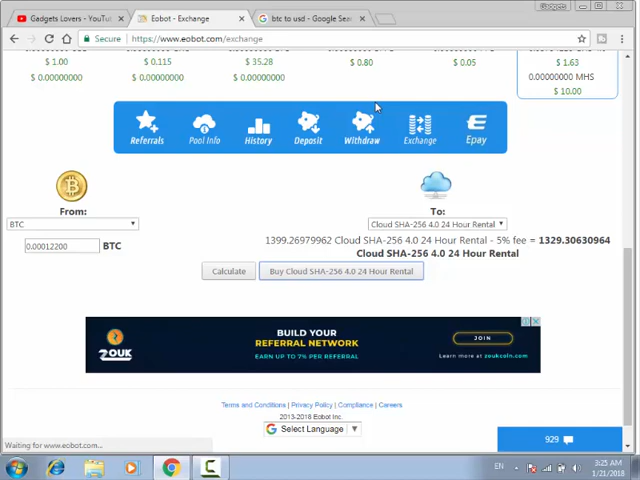 Gadgets
Gadgets Lovers - YouTu
Eobot - Exchange
btc to usd - Google Sea
Secure
https://www.eobot.com/exchange
$ 1.00
$ 0.115
$ 35.28
$ 0.80
$ 0.05
$ 1.63
$ 0.00000000
$ 0.00000000
$ 0.00000000
0.00000000 MHS
$ 10.00
Referrals
Pool Info
History
Deposit
Withdraw
Exchange
Epay
From:
To:
BTC
Cloud SHA-256 4.0 24 Hour Rental
0.00012200 BTC
1399.26979962 Cloud SHA-256 4.0 24 Hour Rental - 5% fee = 1329.30630964
Cloud SHA-256 4.0 24 Hour Rental
Calculate
Buy Cloud SHA-256 4.0 24 Hour Rental
ZOUK
BUILD YOUR
REFERRAL NETWORK
EARN UP TO 7% PER REFERRAL
JOIN
Learn more at zoukcoin.com
Terms and Conditions | Privacy Policy | Compliance | Careers
2013-2018 Eobot Inc.
G Select Language
929
Waiting for www.eobot.com...
EN
3:25 AM
1/21/2018